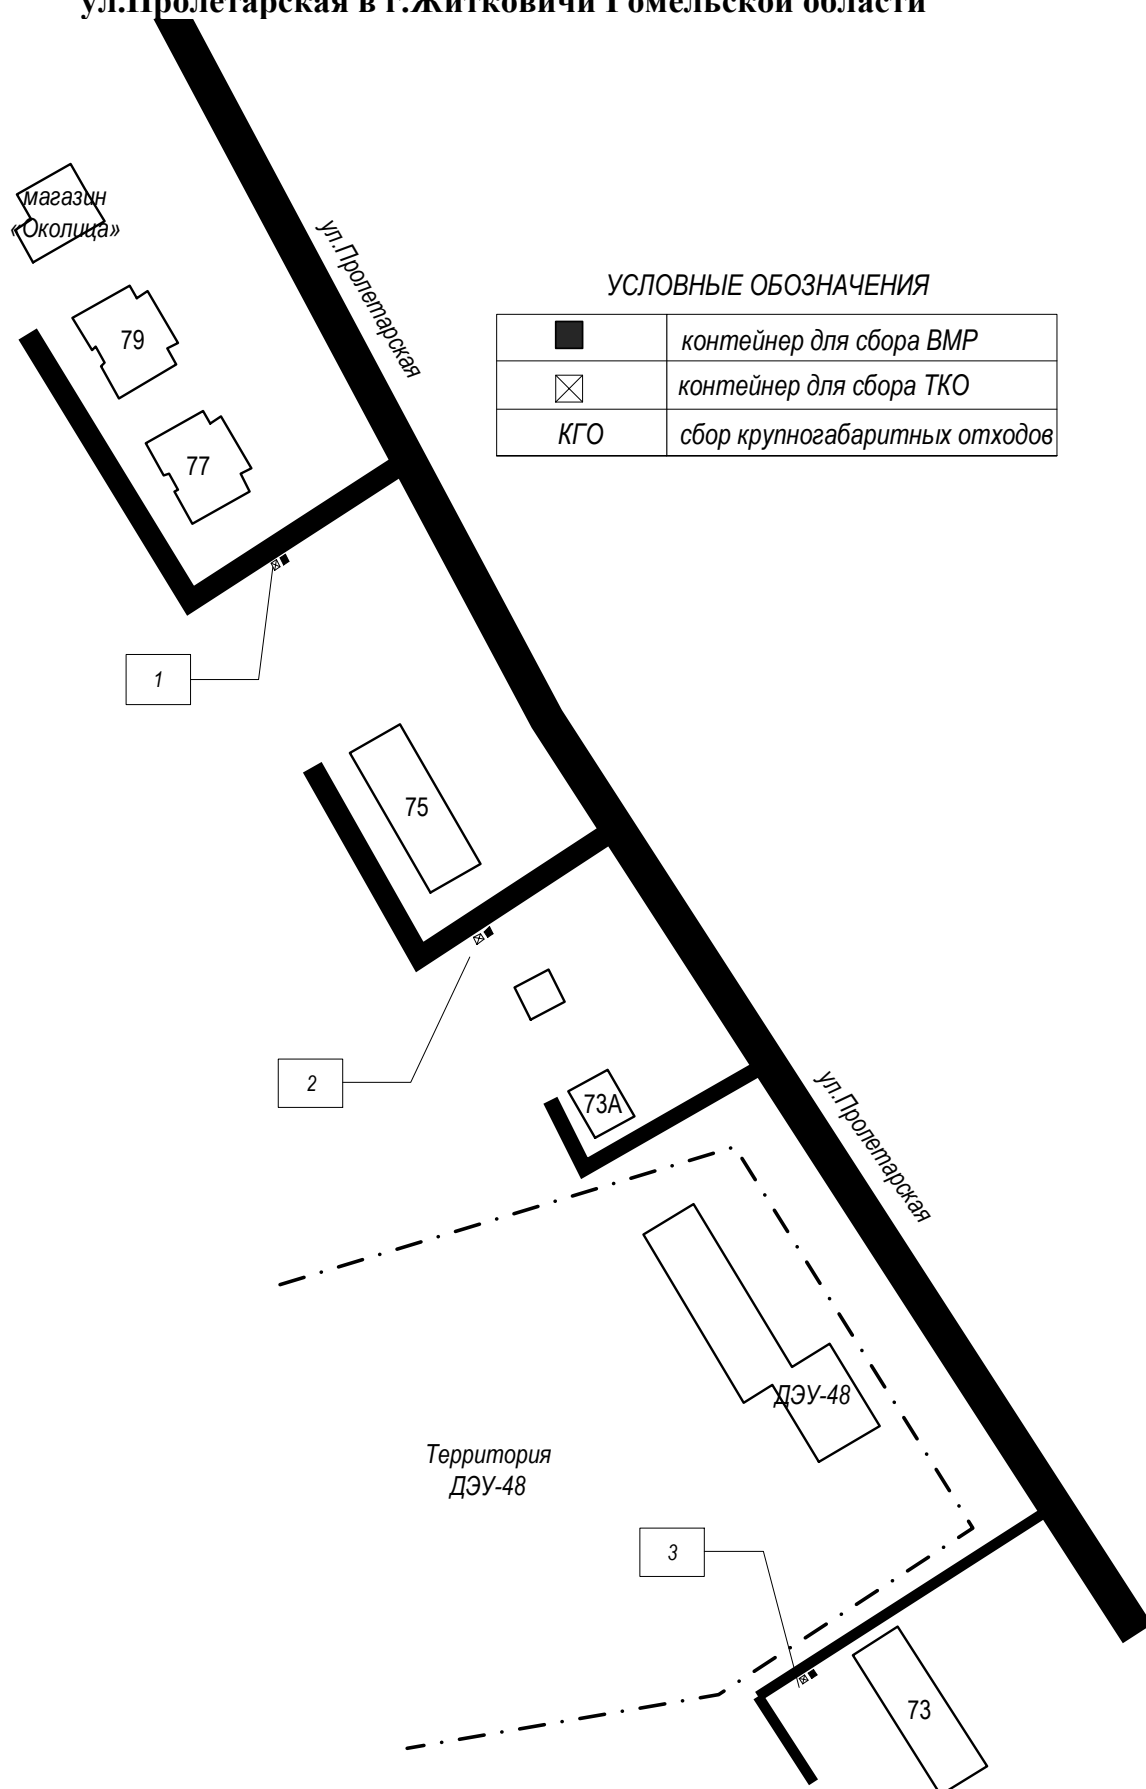 ул.Пролетарская в г.Житковичи Гомельской области
магазин
«Околица»
ул.Пролетарская
УСЛОВНЫЕ ОБОЗНАЧЕНИЯ
контейнер для сбора ВМР
контейнер для сбора ТКО
КГО сбор крупногабаритных отходов
79
77
1
75
2
73А
ул.Пролетарская
ДЭУ-48
Территория
ДЭУ-48
3
73